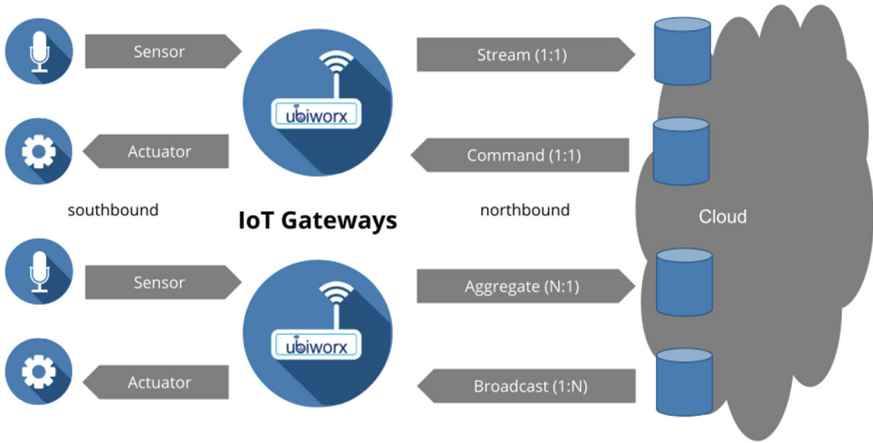 Sensor
Stream (1:1)
ubiworx
Actuator
Command (1:1)
southbound
IoT Gateways
northbound
Cloud
Sensor
Aggregate (N:1)
ubiworx
Actuator
Broadcast (1:N)